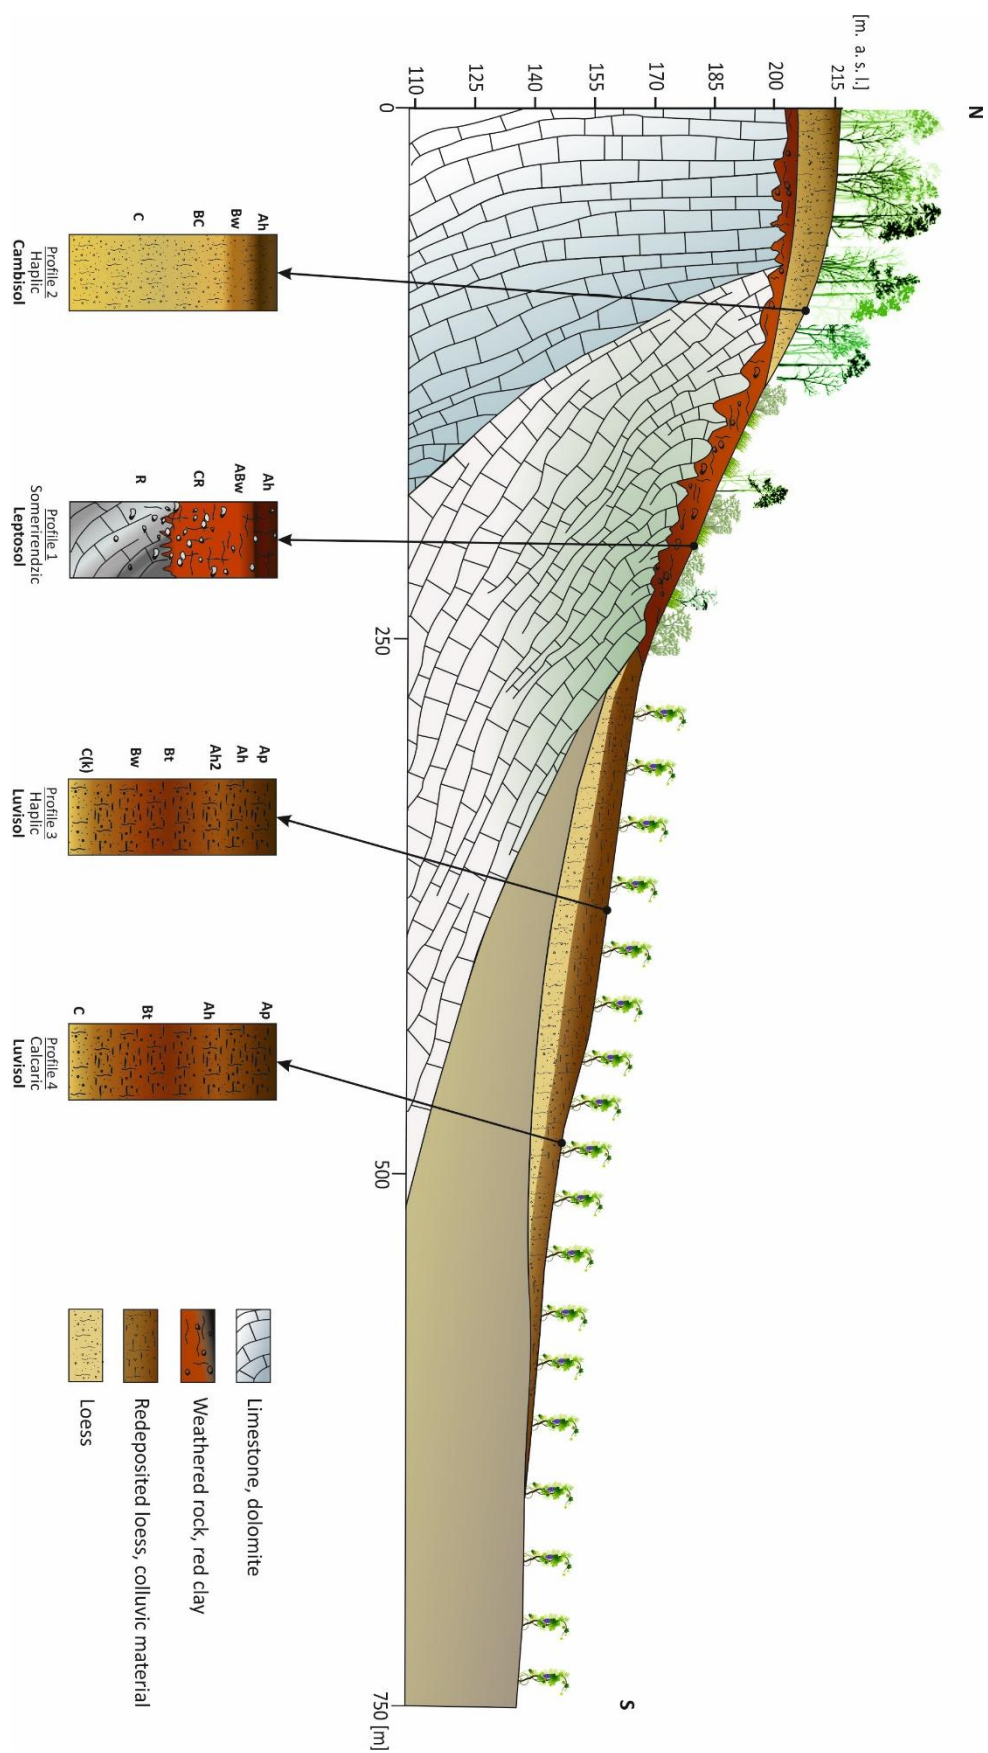 N
[m. a. s. l.]
215
200
185
170
155
140
125
110
0
250
500
750 [m]
S
Ah
Bw
BC
C
Profile 2
Haplic
Cambisol
Ah
ABw
CR
R
Profile 1
Somerirendzic
Leptosol
Ap
Ah
Ah2
Bt
Bw
C(k)
Profile 3
Haplic
Luvisol
Ap
Ah
Bt
C
Profile 4
Calcaric
Luvisol
Limestone, dolomite
Weathered rock, red clay
Redeposited loess, colluvic material
Loess